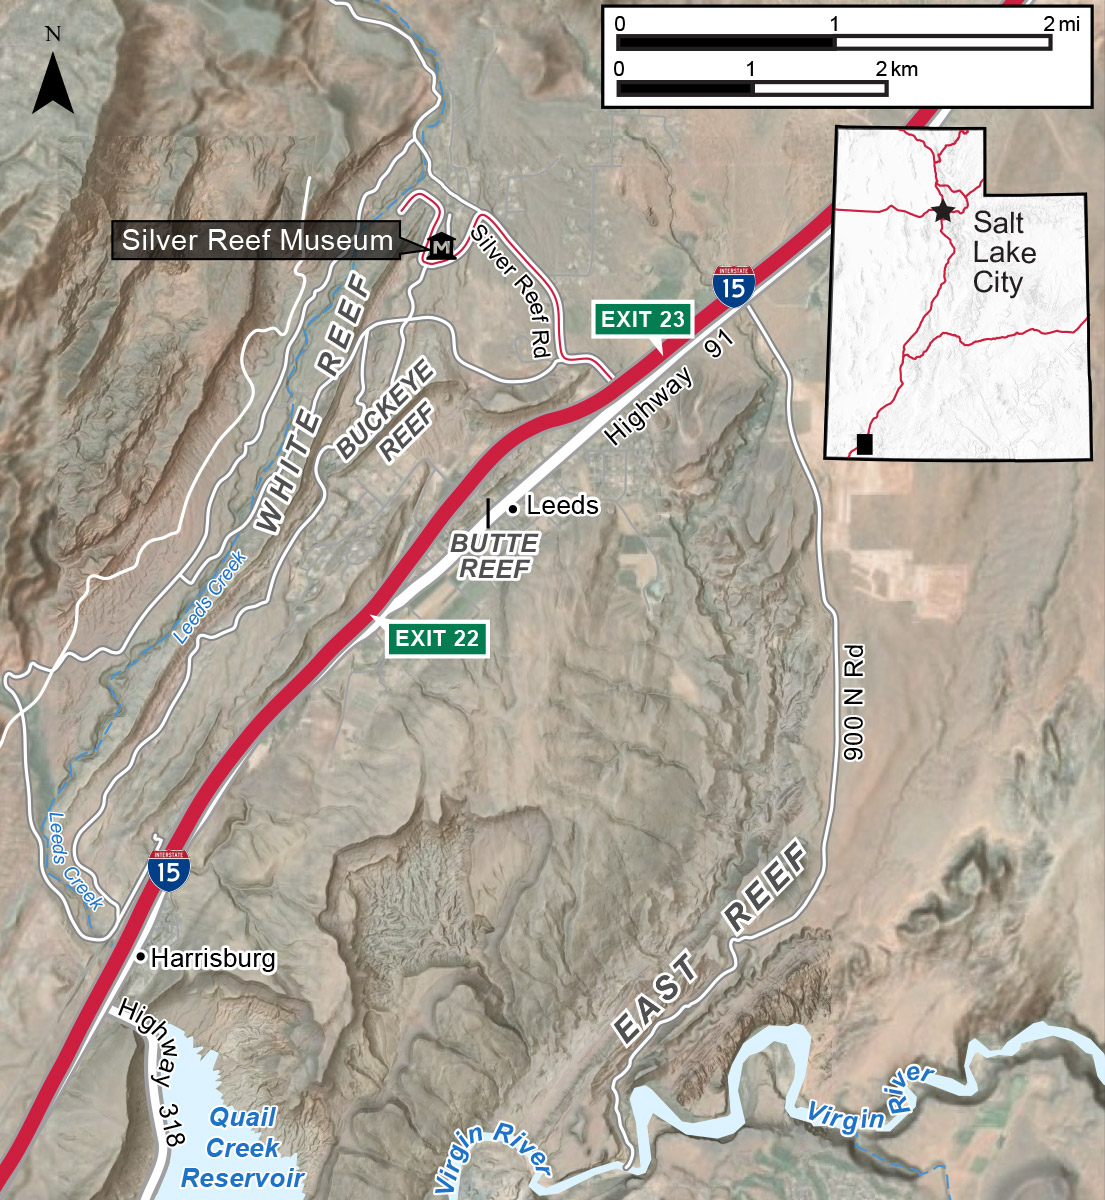 N
0 1 2 mi
0 1 2 km
Salt
Lake
City
Silver Reef Museum
M
Silver Reef Rd
INTERSTATE
15
EXIT 23
Highway 91
WHITE REEF
BUCKEYE
REEF
Leeds
BUTTE
REEF
Leeds Creek
EXIT 22
900 N Rd
Leeds Creek
INTERSTATE
15
EAST REEF
Harrisburg
Highway 318
Quail
Creek
Reservoir
Virgin River
Virgin River